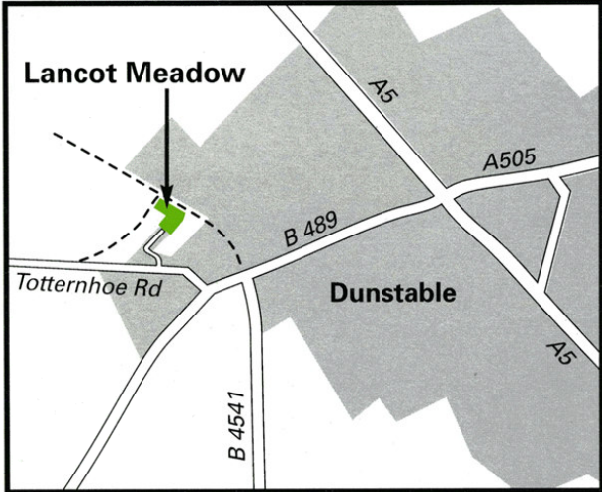 Lancot Meadow
A5
A505
B 489
Totternhoe Rd
Dunstable
A5
B 4541